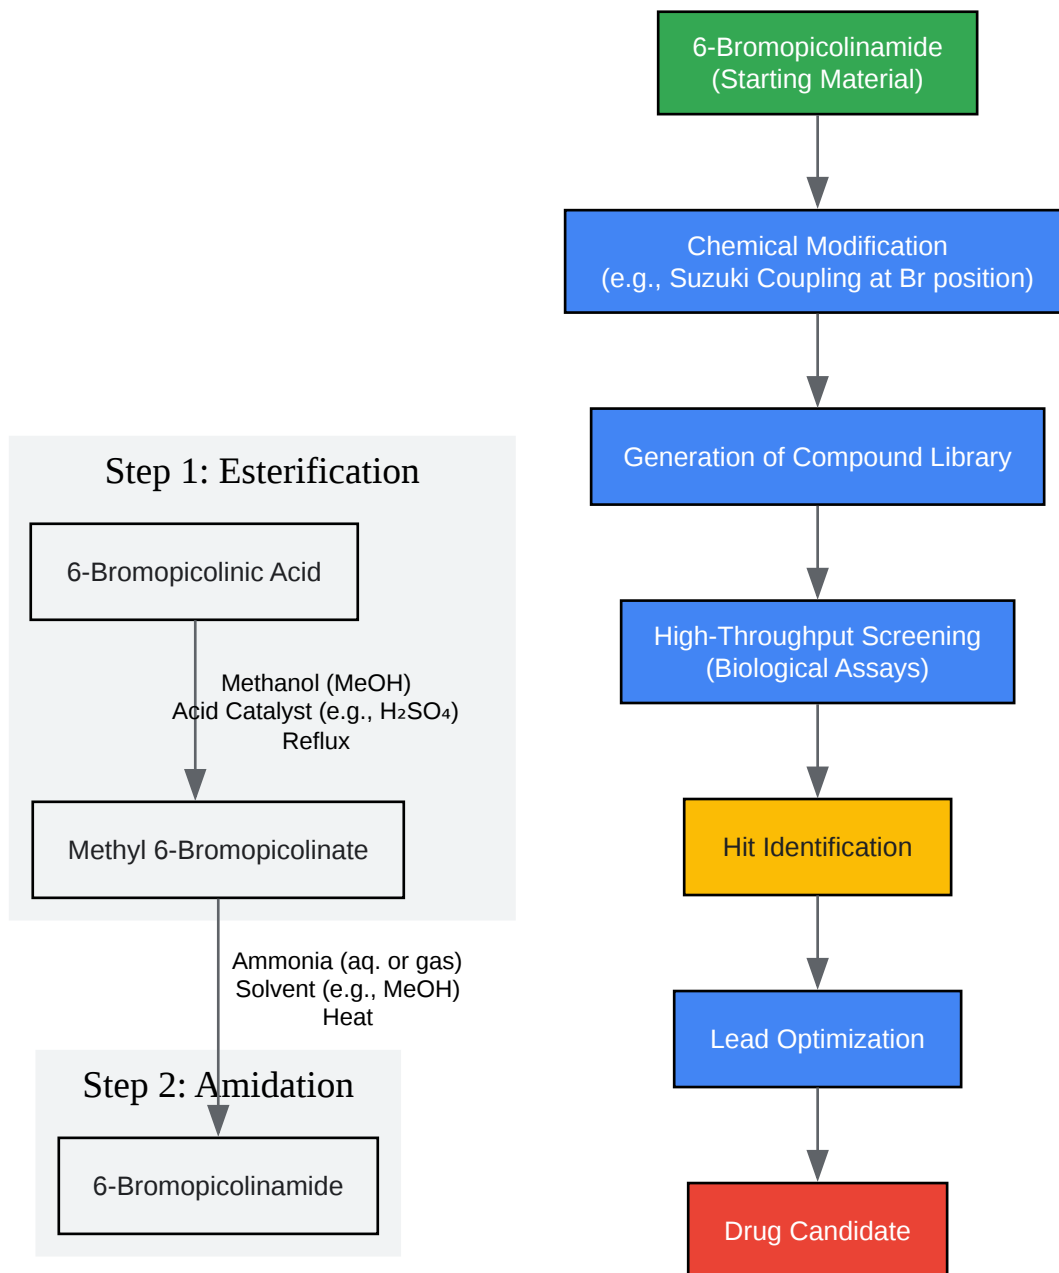 6-Bromopicolinamide
(Starting Material)
Chemical Modification
(e.g., Suzuki Coupling at Br position)
Generation of Compound Library
High-Throughput Screening
(Biological Assays)
Hit Identification
Lead Optimization
Drug Candidate
Step 1: Esterification
6-Bromopicolinic Acid
Methanol (MeOH)
Acid Catalyst (e.g., H₂SO₄)
Reflux
Methyl 6-Bromopicolinate
Ammonia (aq. or gas)
Solvent (e.g., MeOH)
Heat
Step 2: Amidation
6-Bromopicolinamide